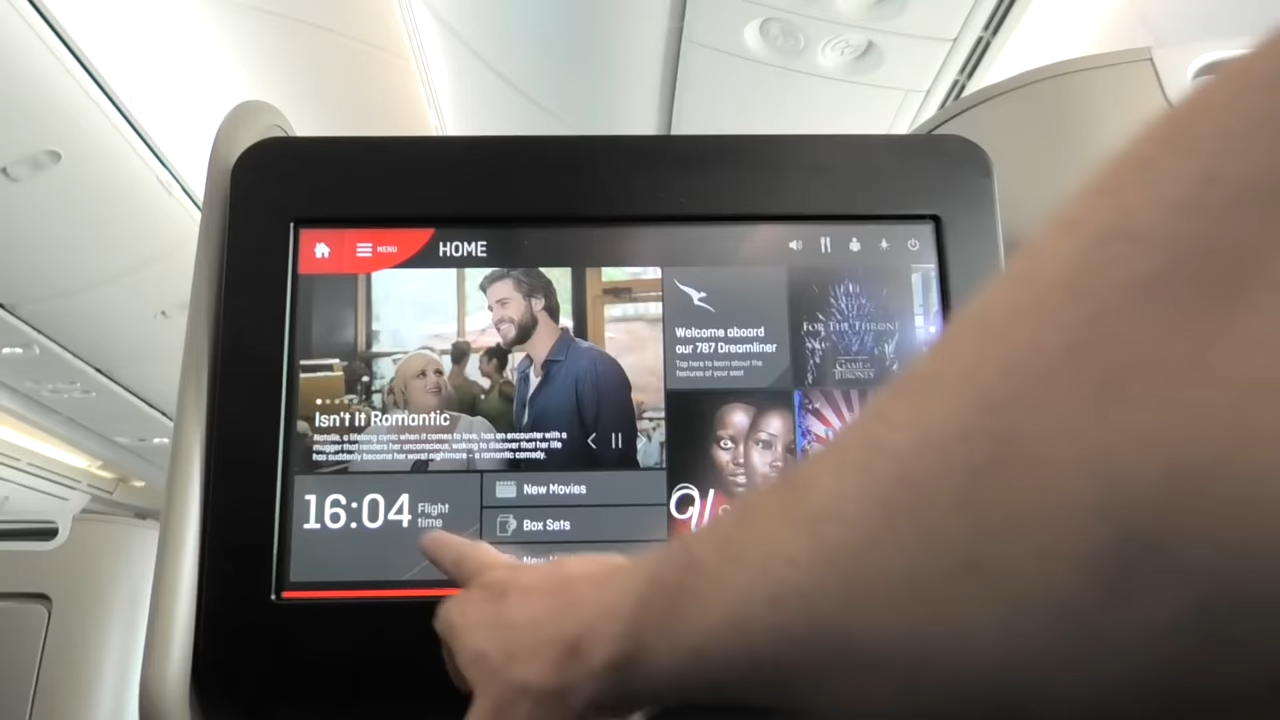 MENU
HOME
Isn't It Romantic
Natalie, a lifelong cynic when it comes to love, has an encounter with a
mugger that renders her unconscious, waking to discover that her life
has suddenly become her worst nightmare – a romantic comedy.
Welcome aboard
our 787 Dreamliner
Tap here to learn about the
features of your seat
FOR THE THRONE
GAME OF
THRONES
16:04
Flight
time
New Movies
Box Sets
New